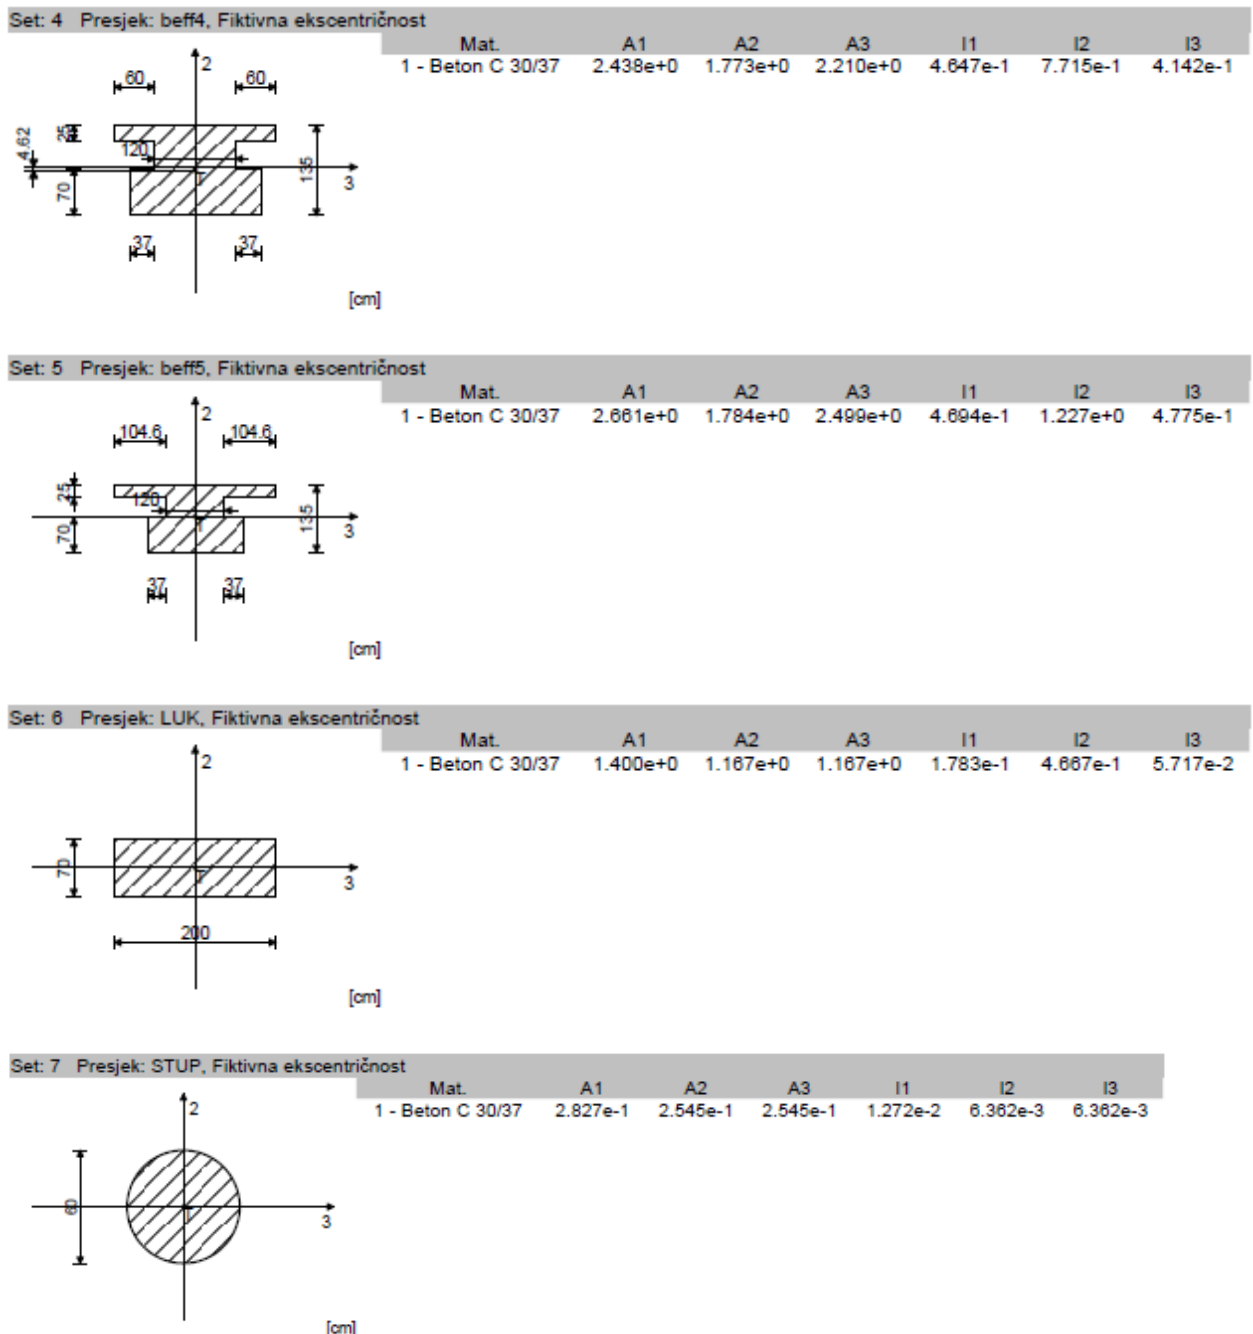 Set: 4 Presjek: beff4, Fiktivna ekscentričnost
Mat. A1 A2 A3 I1 I2 I3
1 - Beton C 30/37 2.438e+0 1.773e+0 2.210e+0 4.647e-1 7.715e-1 4.142e-1
2
60 60
25
4.62
120
135
T
3
70
37 37
[cm]
Set: 5 Presjek: beff5, Fiktivna ekscentričnost
Mat. A1 A2 A3 I1 I2 I3
1 - Beton C 30/37 2.661e+0 1.784e+0 2.499e+0 4.694e-1 1.227e+0 4.775e-1
2
104.6 104.6
25
120
135
T
3
70
37 37
[cm]
Set: 6 Presjek: LUK, Fiktivna ekscentričnost
Mat. A1 A2 A3 I1 I2 I3
1 - Beton C 30/37 1.400e+0 1.167e+0 1.167e+0 1.783e-1 4.667e-1 5.717e-2
2
70
T
3
200
[cm]
Set: 7 Presjek: STUP, Fiktivna ekscentričnost
Mat. A1 A2 A3 I1 I2 I3
1 - Beton C 30/37 2.827e-1 2.545e-1 2.545e-1 1.272e-2 6.362e-3 6.362e-3
2
60
T
3
[cm]